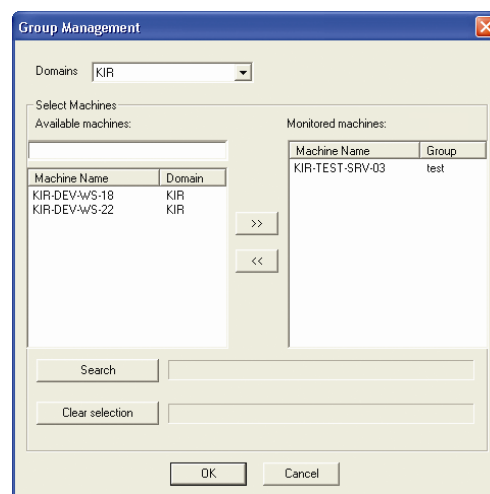 Group Management
Domains KIR
Select Machines
Available machines:
Machine Name Domain
KIR-DEV-WS-18 KIR
KIR-DEV-WS-22 KIR
>>
<<
Monitored machines:
Machine Name Group
KIR-TEST-SRV-03 test
Search
Clear selection
OK Cancel